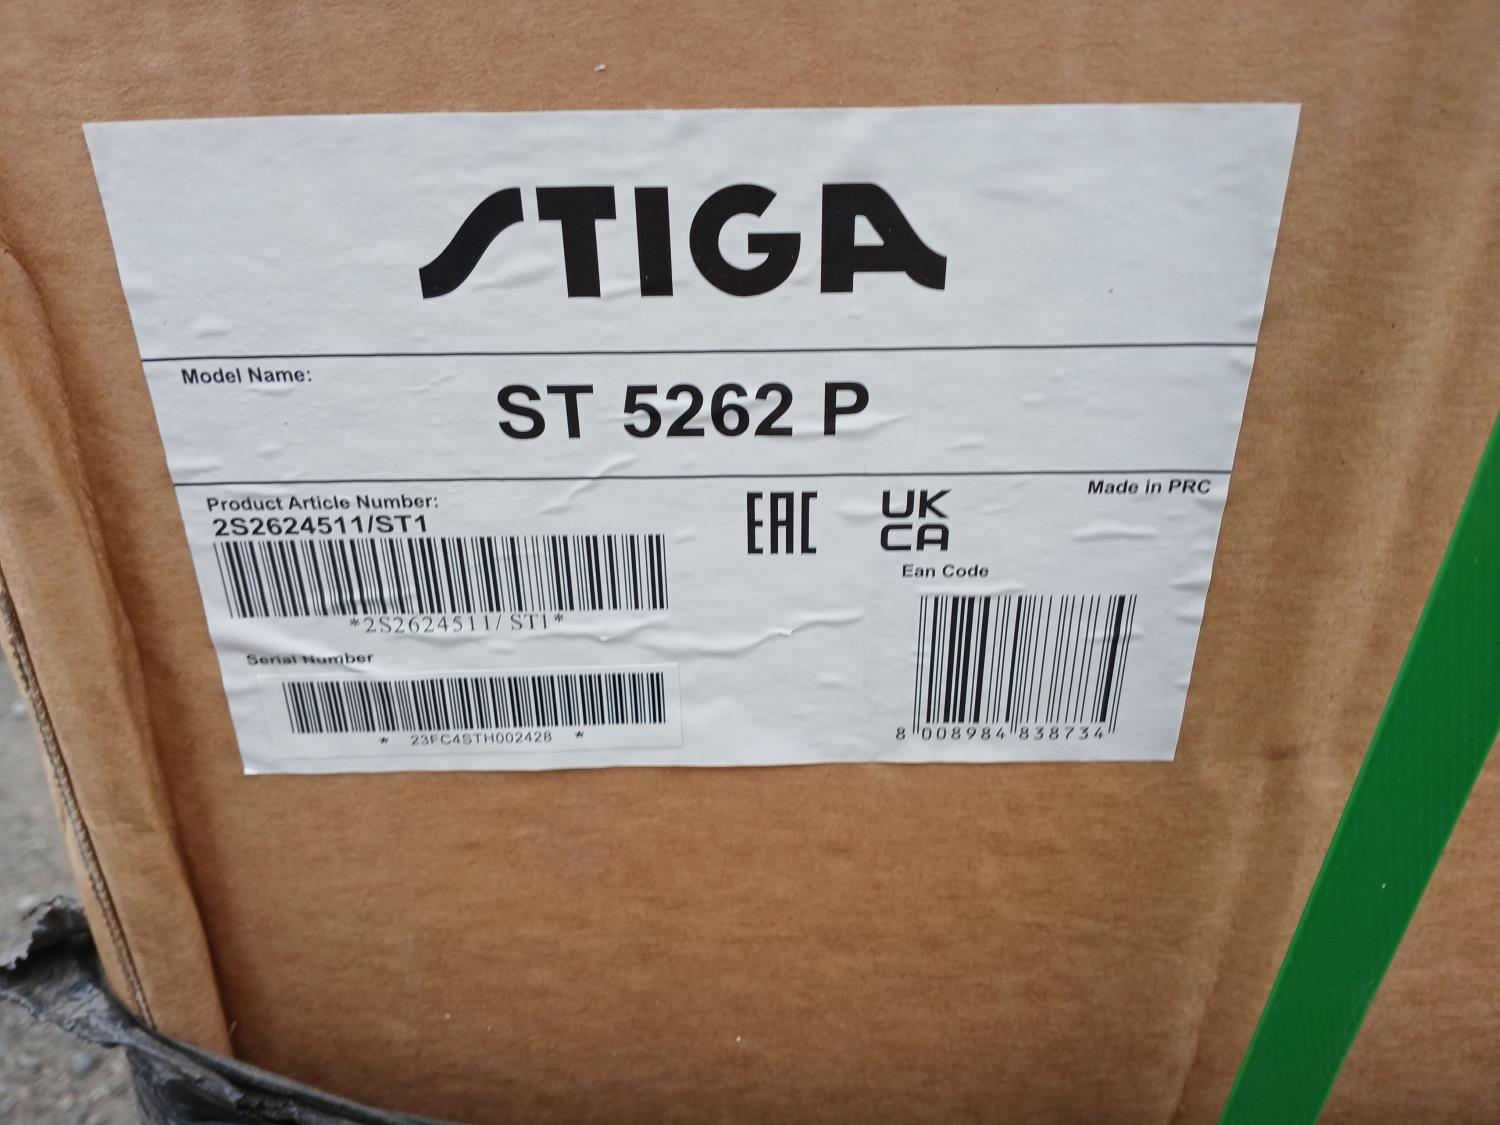 STIGA
Model Name:
ST 5262 P
Product Article Number:
2S2624511/ST1
*2S2624511/ ST1*
EAC
UK
CA
Made in PRC
Ean Code
8 008984 838734
Serial Number
* 23FC4STH002428 *